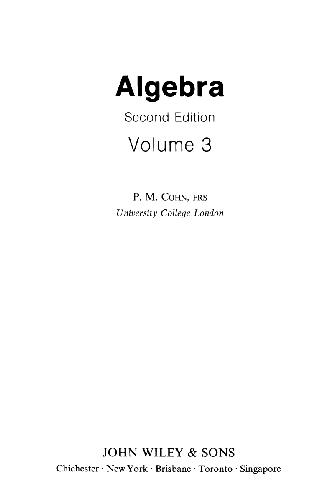 Algebra
Second Edition
Volume 3
P. M. COHN, FRS
University College London
JOHN WILEY & SONS
Chichester · New York · Brisbane · Toronto · Singapore